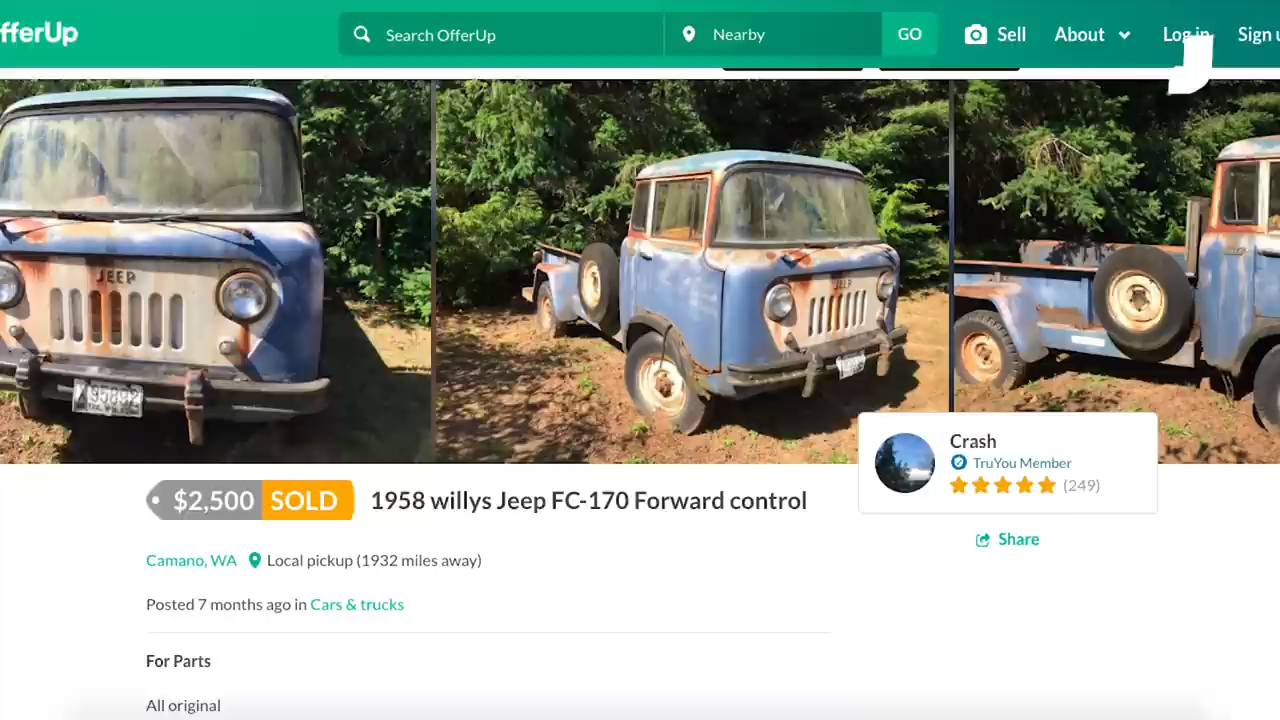 fferUp
Search OfferUp
Nearby
GO
Sell
About
Log in
Sign u
JEEP
JEEP
$2,500 SOLD 1958 willys Jeep FC-170 Forward control
Crash
TruYou Member
(249)
Share
Camano, WA Local pickup (1932 miles away)
Posted 7 months ago in Cars & trucks
For Parts
All original